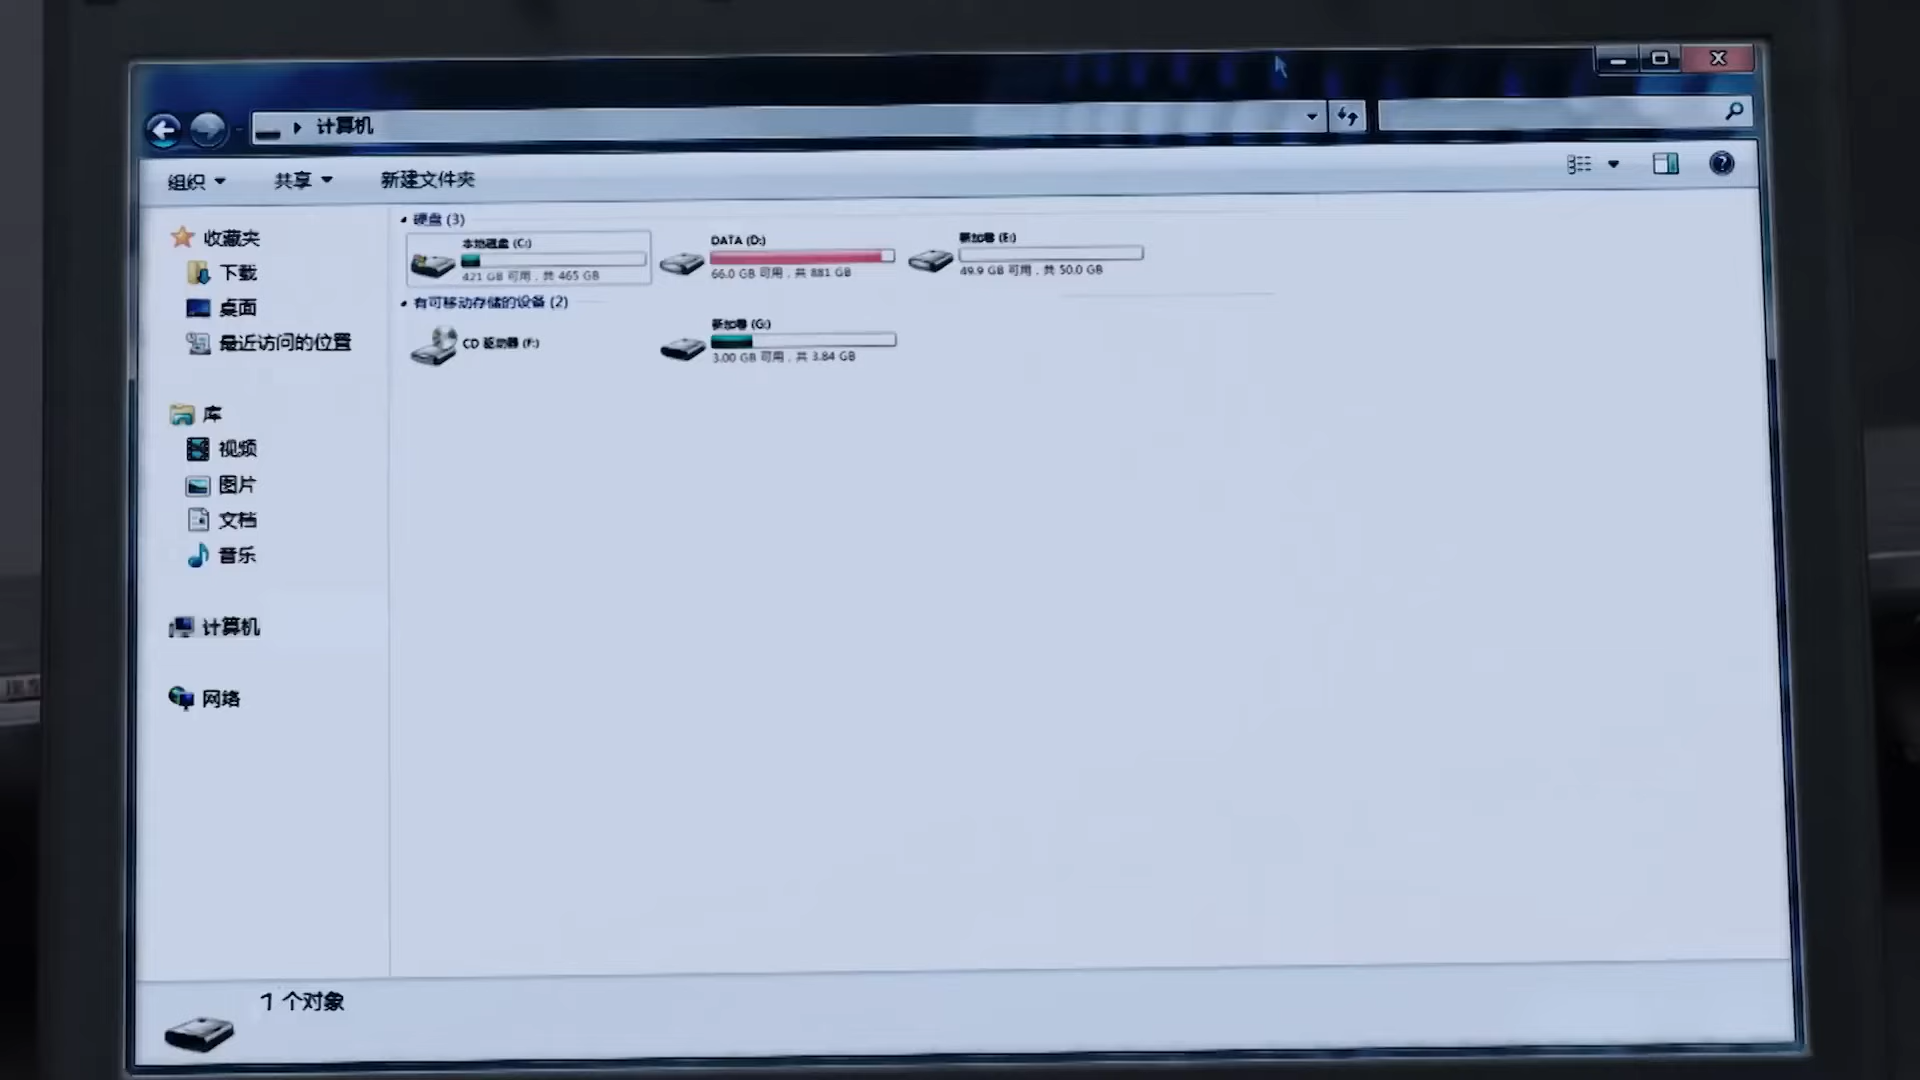 计算机
组织 共享 新建文件夹
收藏夹
下载
桌面
最近访问的位置
库
视频
图片
文档
音乐
计算机
网络
硬盘 (3)
本地磁盘 (C:)
421 GB 可用，共 465 GB
DATA (D:)
66.0 GB 可用，共 881 GB
新加卷 (E:)
49.9 GB 可用，共 50.0 GB
有可移动存储的设备 (2)
CD 驱动器 (F:)
新加卷 (G:)
3.00 GB 可用，共 3.84 GB
1 个对象